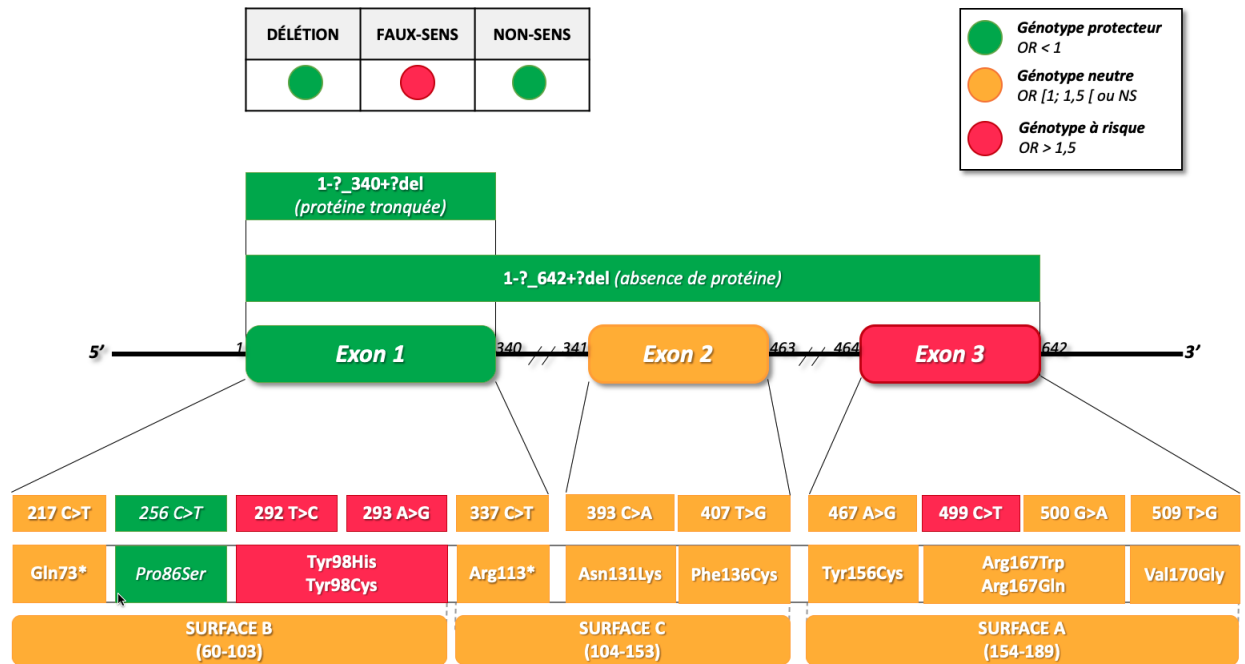 DÉLÉTION FAUX-SENS NON-SENS
Génotype protecteur
OR < 1
Génotype neutre
OR [1; 1,5 [ ou NS
Génotype à risque
OR > 1,5
1-?_340+?del
(protéine tronquée)
1-?_642+?del (absence de protéine)
5’ 1 Exon 1 340 // // 341 Exon 2 463 // // 464 Exon 3 642 3’
217 C>T 256 C>T 292 T>C 293 A>G 337 C>T 393 C>A 407 T>G 467 A>G 499 C>T 500 G>A 509 T>G
Gln73* Pro86Ser Tyr98His Arg113* Asn131Lys Phe136Cys Tyr156Cys Arg167Trp Val170Gly
Tyr98Cys Arg167Gln
SURFACE B SURFACE C SURFACE A
(60-103) (104-153) (154-189)